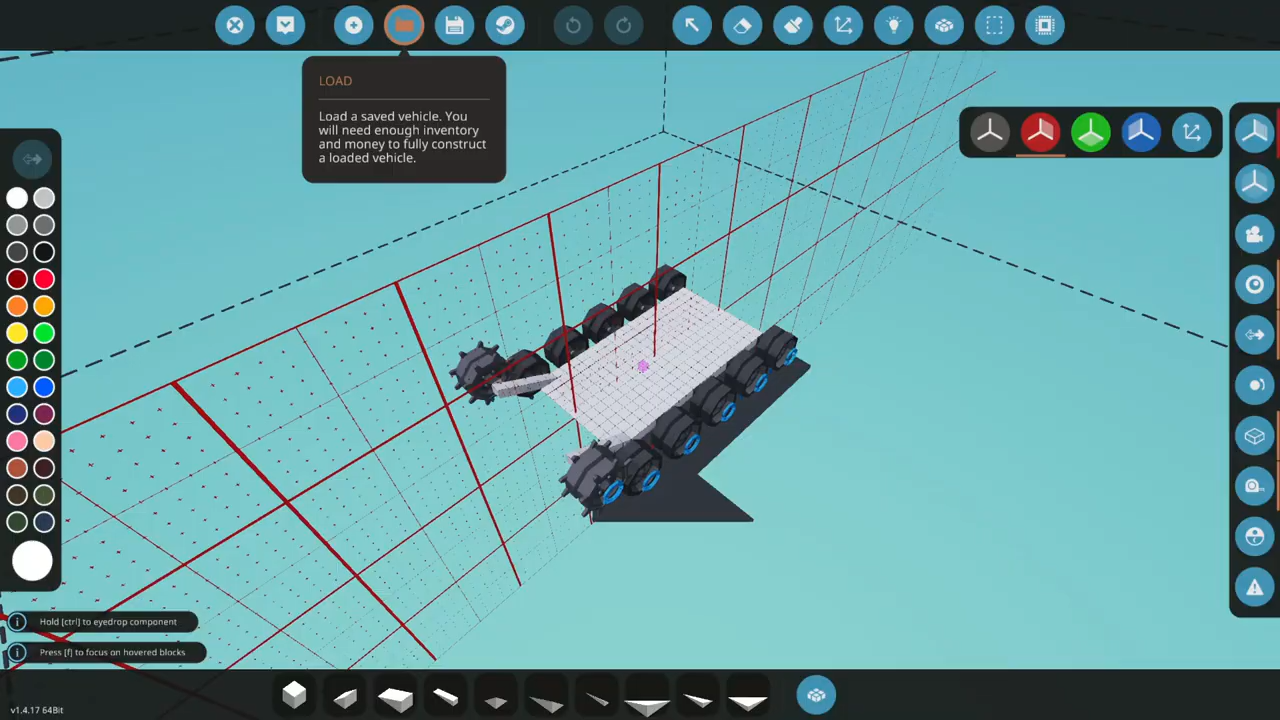 LOAD
Load a saved vehicle. You
will need enough inventory
and money to fully construct
a loaded vehicle.
Hold [ctrl] to eyedrop component
Press [f] to focus on hovered blocks
v1.4.17 64Bit